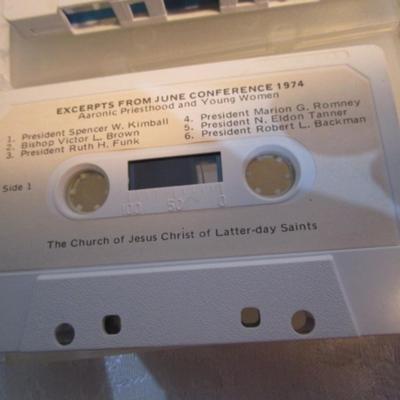 EXCERPTS FROM JUNE CONFERENCE 1974
Aaronic Priesthood and Young Women
1. President Spencer W. Kimball
2. Bishop Victor L. Brown
3. President Ruth H. Funk
4. President Marion G. Romney
5. President N. Eldon Tanner
6. President Robert L. Backman
Side 1
100 50 0
The Church of Jesus Christ of Latter-day Saints